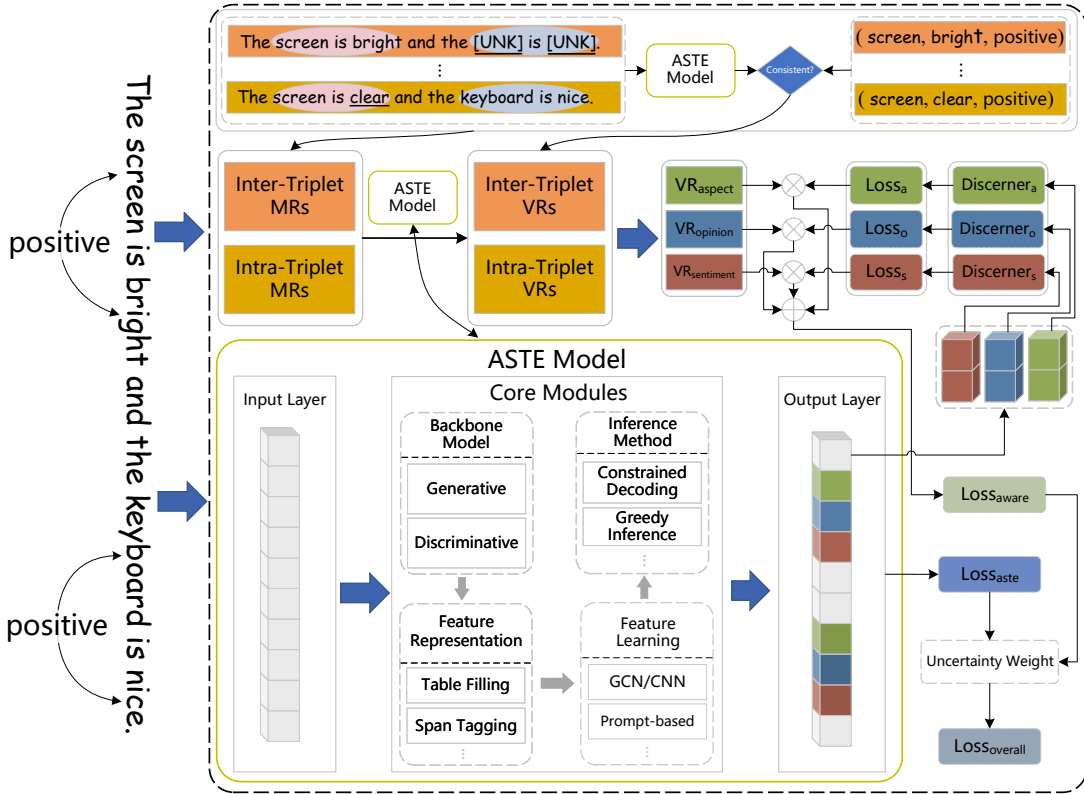 The screen is bright and the keyboard is nice.
positive
positive
The screen is bright and the [UNK] is [UNK].
⋮
The screen is clear and the keyboard is nice.
ASTE
Model
Consistent?
( screen, bright, positive)
⋮
( screen, clear, positive)
Inter-Triplet
MRs
Intra-Triplet
MRs
ASTE
Model
Inter-Triplet
VRs
Intra-Triplet
VRs
VRaspect
VRopinion
VRsentiment
Lossa
Losso
Losss
Discernera
Discernero
Discerners
ASTE Model
Input Layer
Core Modules
Backbone
Model
Generative
Discriminative
Inference
Method
Constrained
Decoding
Greedy
Inference
...
Feature
Representation
Table Filling
Span Tagging
...
Feature
Learning
GCN/CNN
Prompt-based
...
Output Layer
Lossaware
Lossaste
Uncertainty Weight
Lossoverall